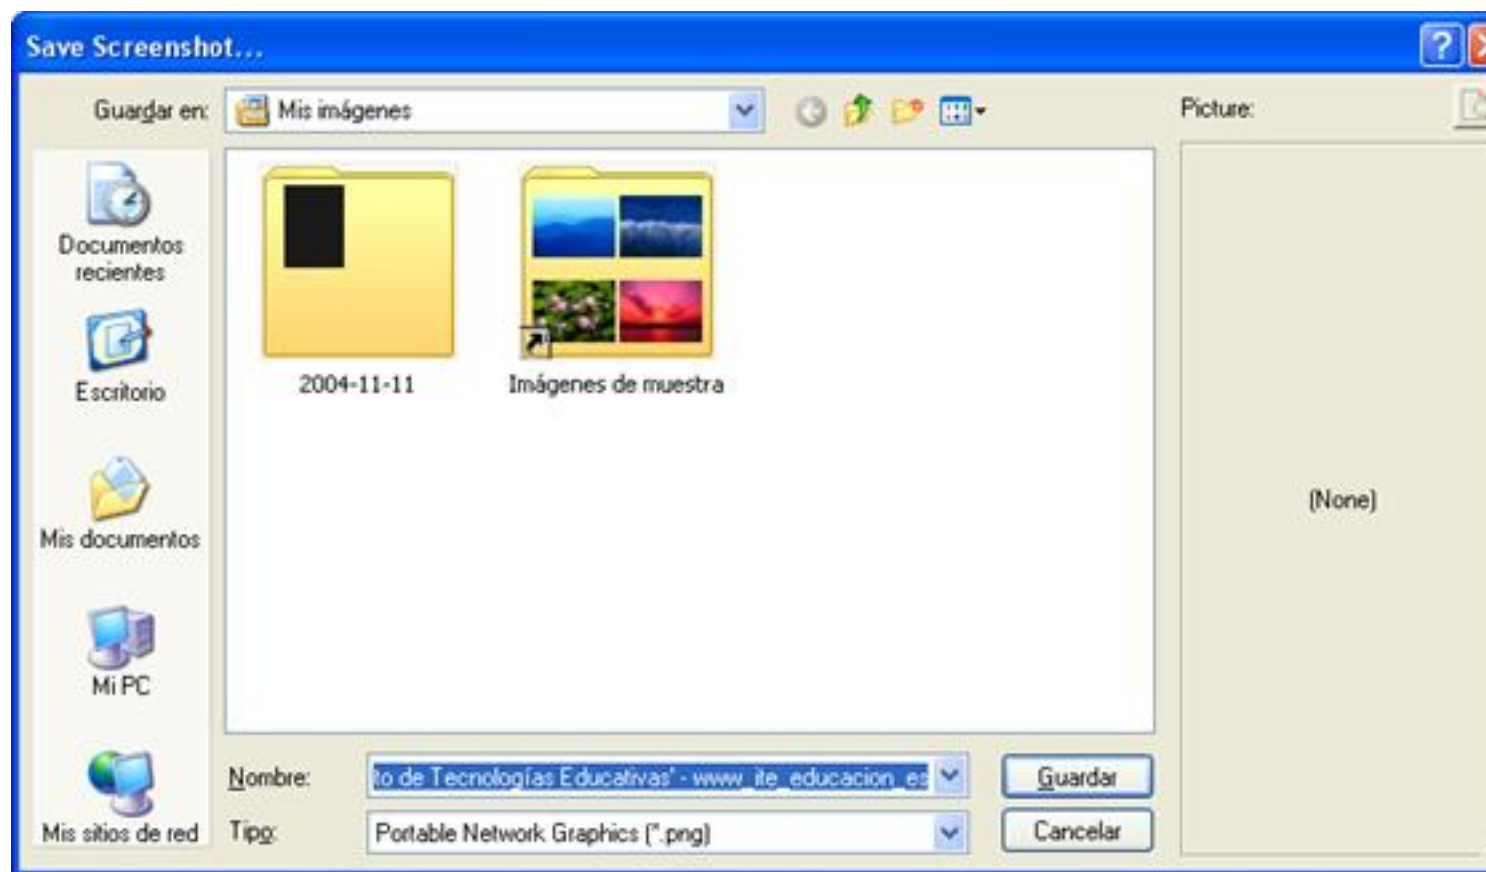 Save Screenshot...
Guardar en:
Mis imágenes
Picture:
Documentos
recientes
Escritorio
Mis documentos
Mi PC
Mis sitios de red
2004-11-11
Imágenes de muestra
(None)
Nombre:
to de Tecnologías Educativas' - www_ite_educacion_es
Guardar
Tipo:
Portable Network Graphics (*.png)
Cancelar